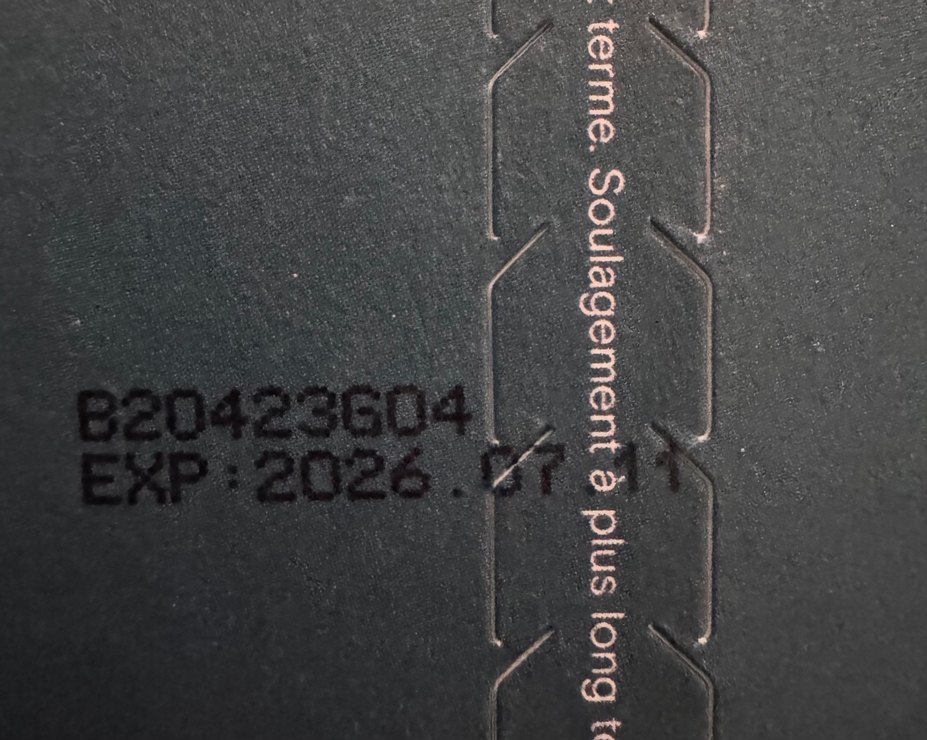 B20423G04
EXP:2026.07.11
terme. Soulagement à plus long